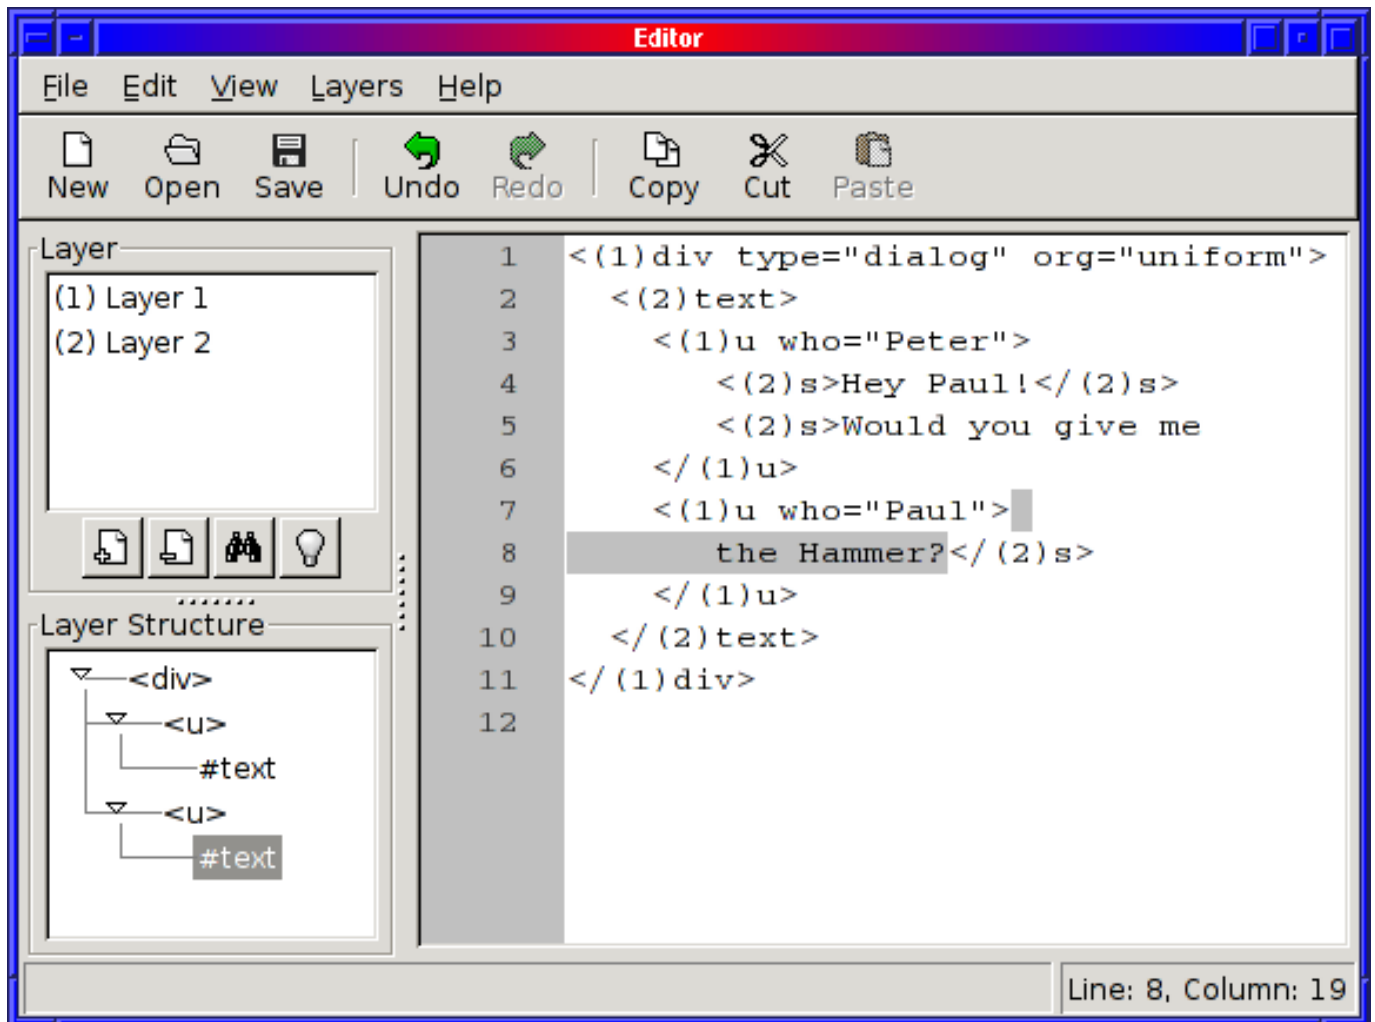 Editor
File Edit View Layers Help
New Open Save Undo Redo Copy Cut Paste
Layer
(1) Layer 1
(2) Layer 2
Layer Structure
<div>
<u>
#text
<u>
#text
1 <(1)div type="dialog" org="uniform">
2 <(2)text>
3 <(1)u who="Peter">
4 <(2)s>Hey Paul!</(2)s>
5 <(2)s>Would you give me
6 </(1)u>
7 <(1)u who="Paul">
8 the Hammer?</(2)s>
9 </(1)u>
10 </(2)text>
11 </(1)div>
12
Line: 8, Column: 19